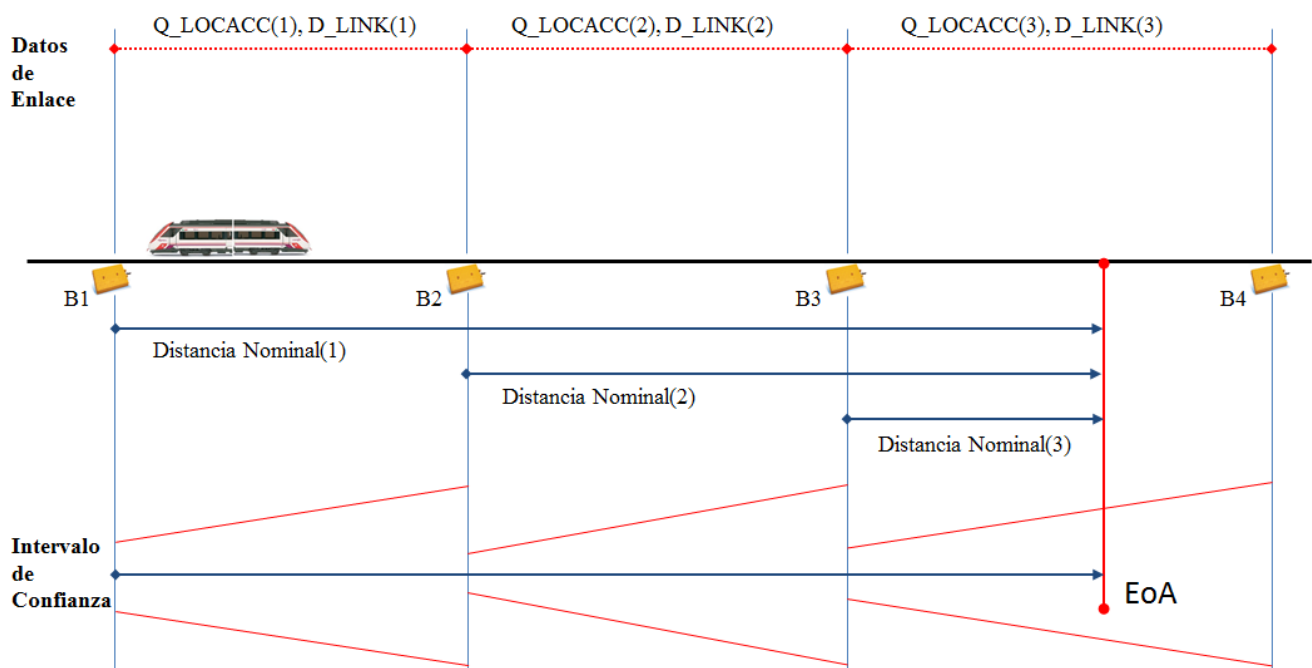 Q_LOCACC(1), D_LINK(1)
Q_LOCACC(2), D_LINK(2)
Q_LOCACC(3), D_LINK(3)
Datos
de
Enlace
B1
B2
B3
B4
Distancia Nominal(1)
Distancia Nominal(2)
Distancia Nominal(3)
Intervalo
de
Confianza
EoA